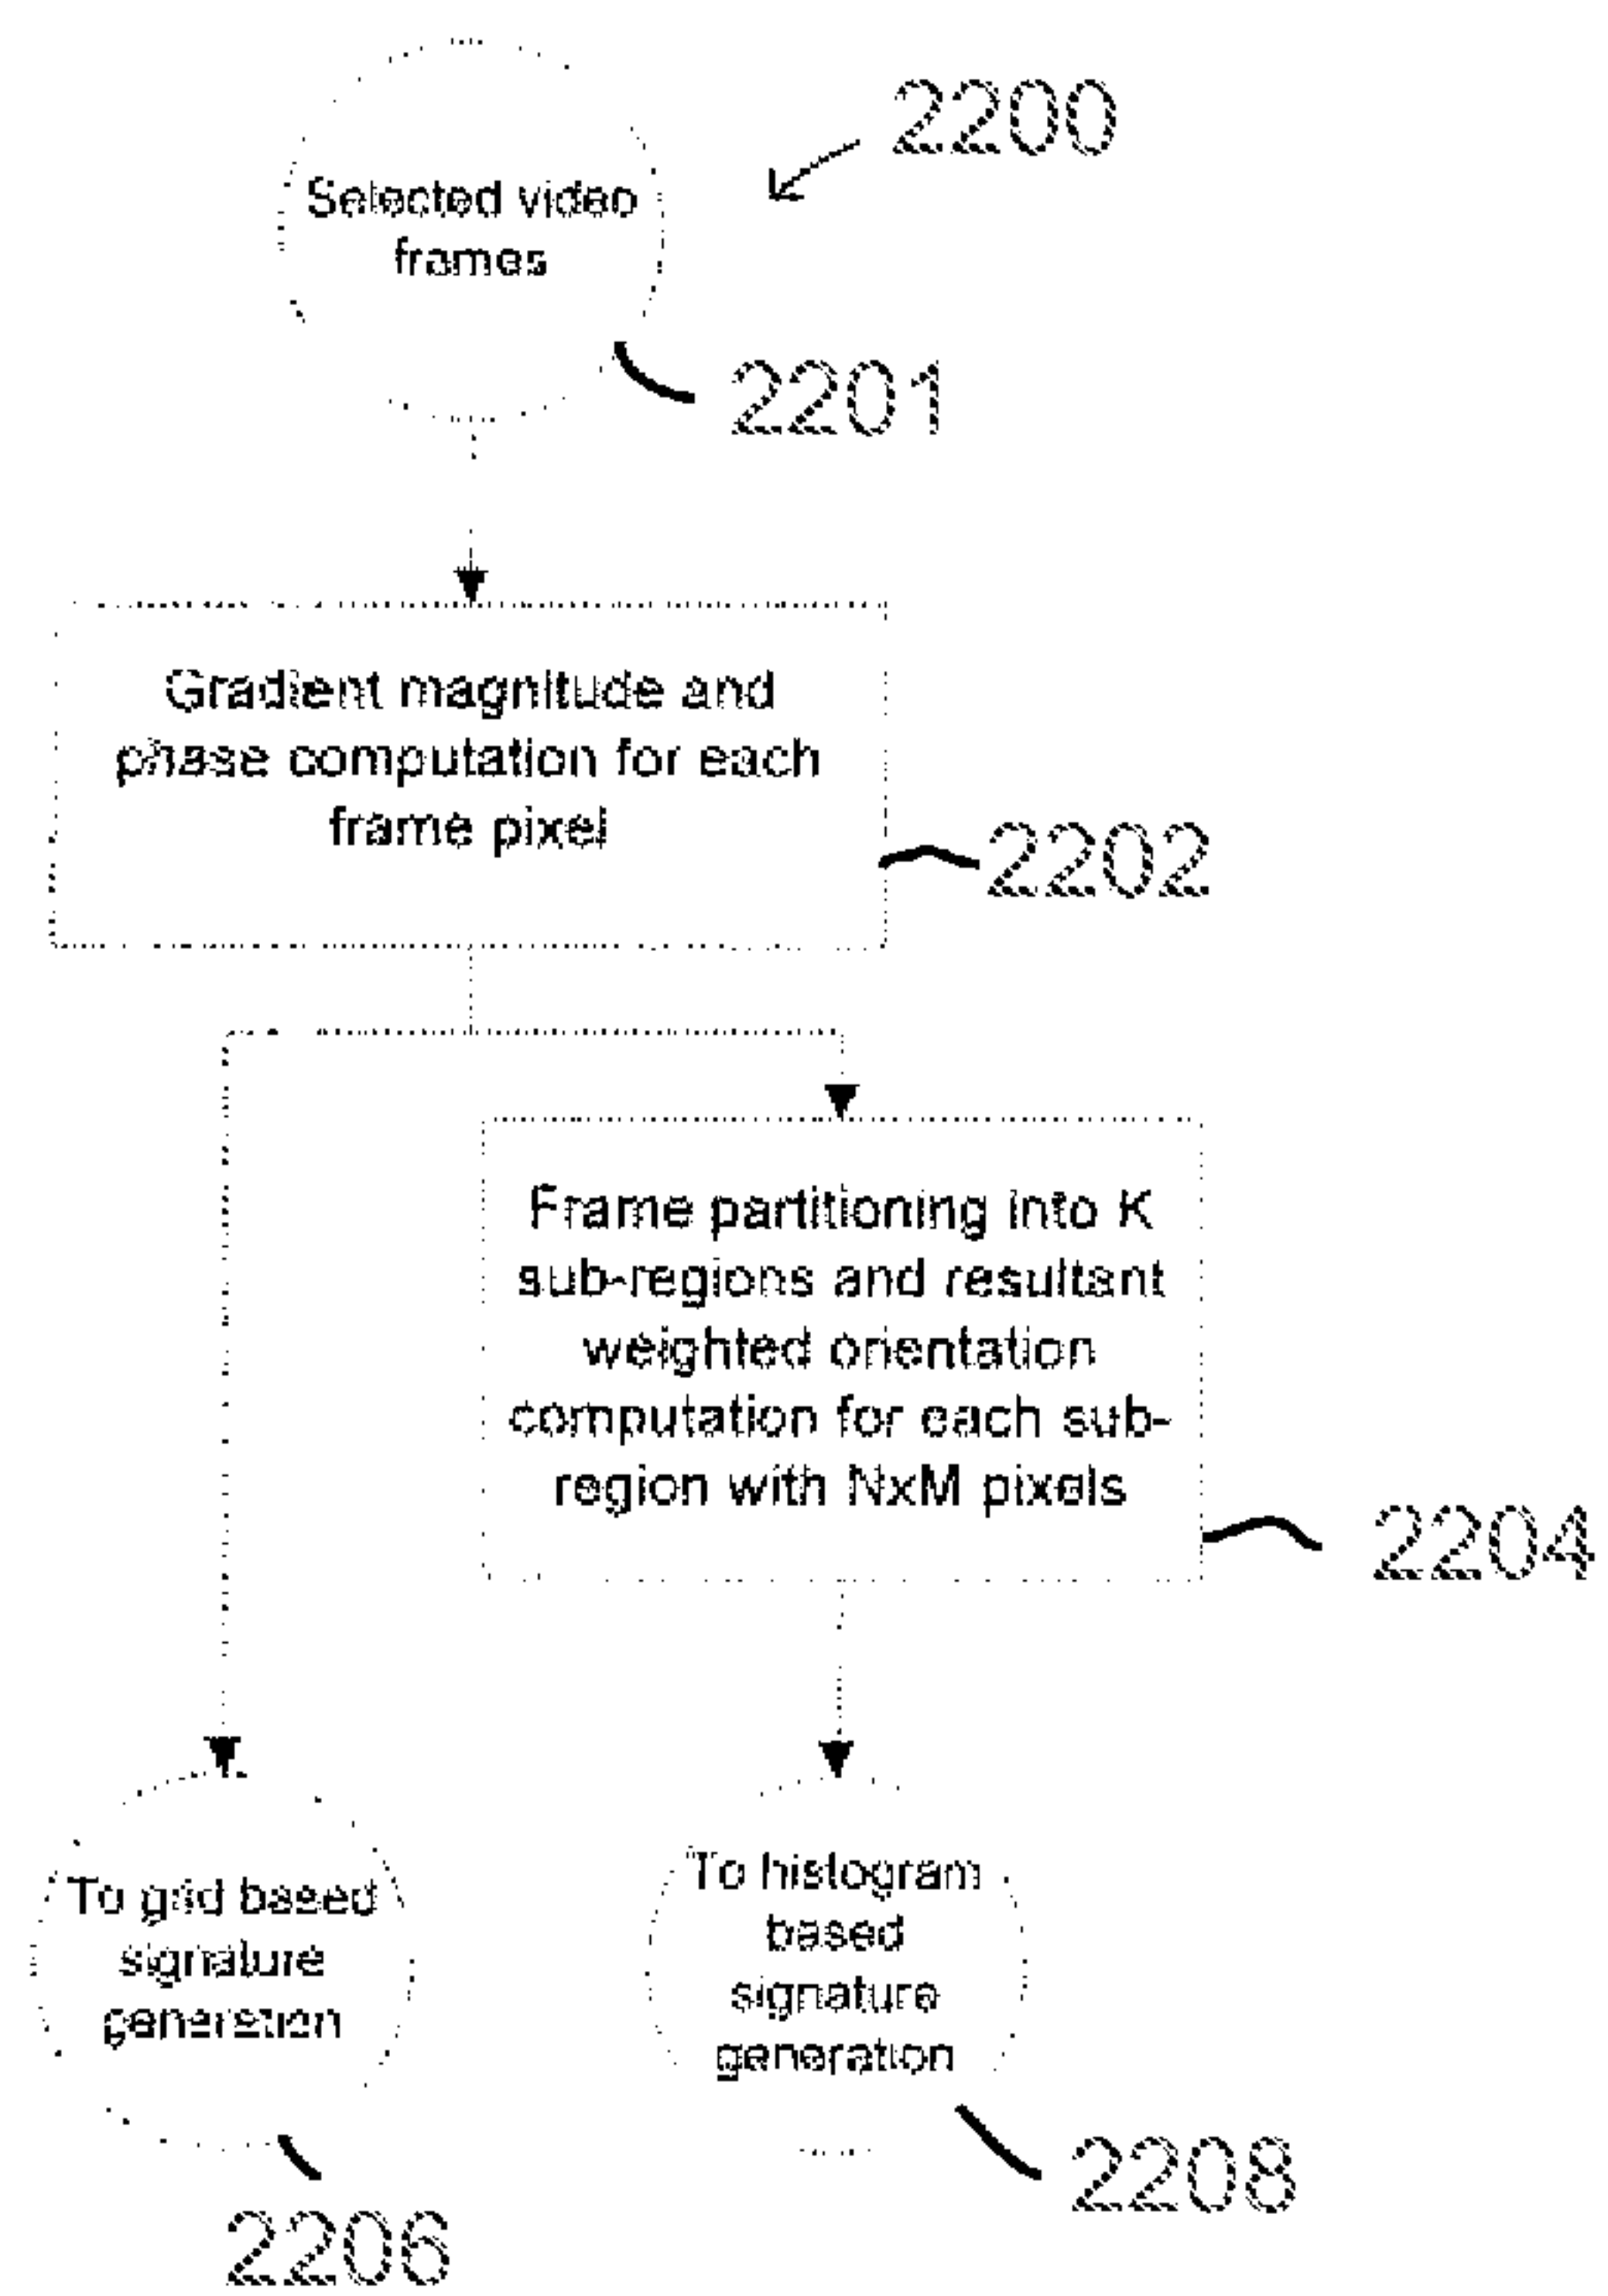 2200
Selected video
frames
2201
Gradient magnitude and
phase computation for each
frame pixel
2202
Frame partitioning into K
sub-regions and resultant
weighted orientation
computation for each sub-
region with NxM pixels
2204
To grid based
signature
generation
2206
To histogram
based
signature
generation
2208